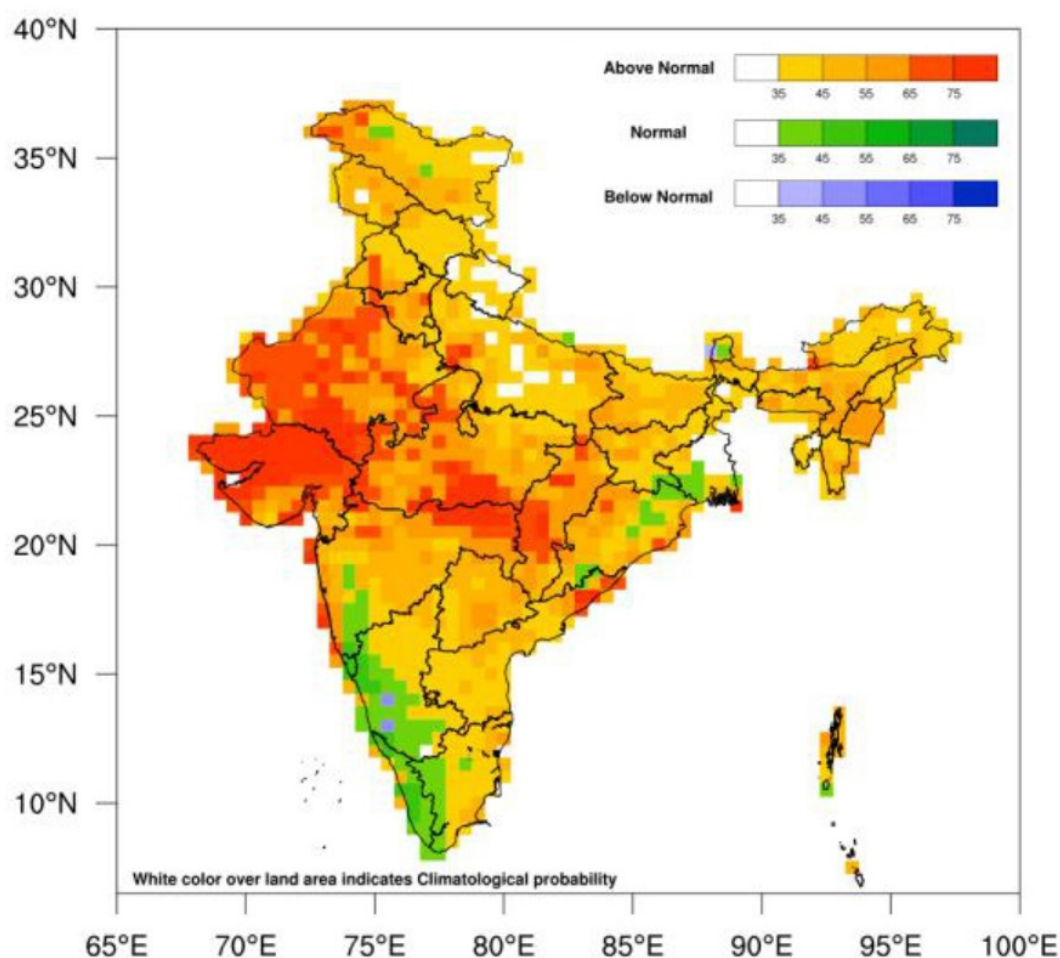 40°N
Above Normal
35 45 55 65 75
Normal
35 45 55 65 75
35°N
Below Normal
35 45 55 65 75
30°N
25°N
20°N
15°N
10°N
White color over land area indicates Climatological probability
65°E 70°E 75°E 80°E 85°E 90°E 95°E 100°E